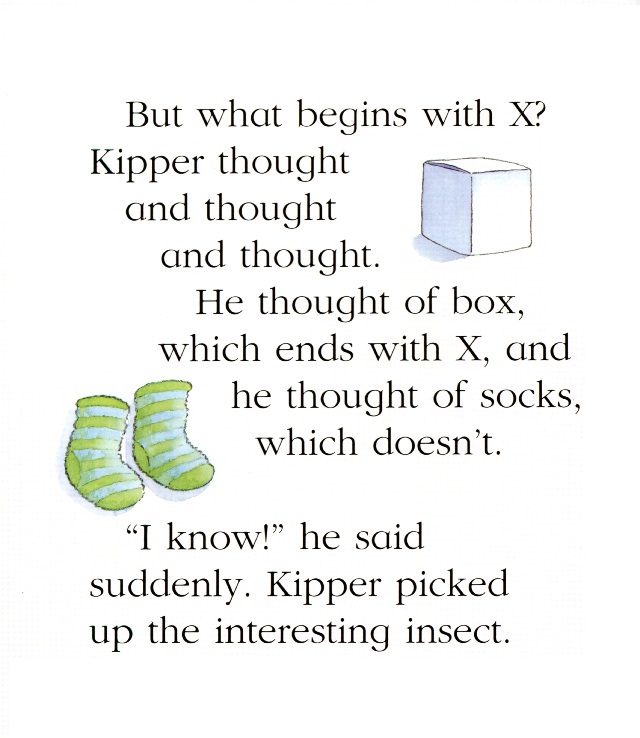 But what begins with X?
Kipper thought
and thought
and thought.
He thought of box,
which ends with X, and
he thought of socks,
which doesn't.
“I know!” he said
suddenly. Kipper picked
up the interesting insect.